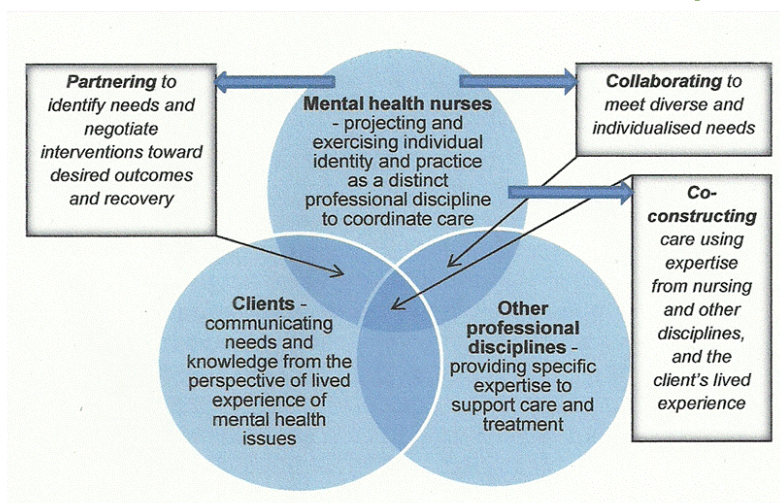 Partnering to
identify needs and
negotiate
interventions toward
desired outcomes
and recovery
Mental health nurses
- projecting and
exercising individual
identity and practice
as a distinct
professional discipline
to coordinate care
Collaborating to
meet diverse and
individualised needs
Co-
constructing
care using
expertise
from nursing
and other
disciplines,
and the
client's lived
experience
Clients -
communicating
needs and
knowledge from the
perspective of lived
experience of
mental health
issues
Other
professional
disciplines -
providing specific
expertise to
support care and
treatment